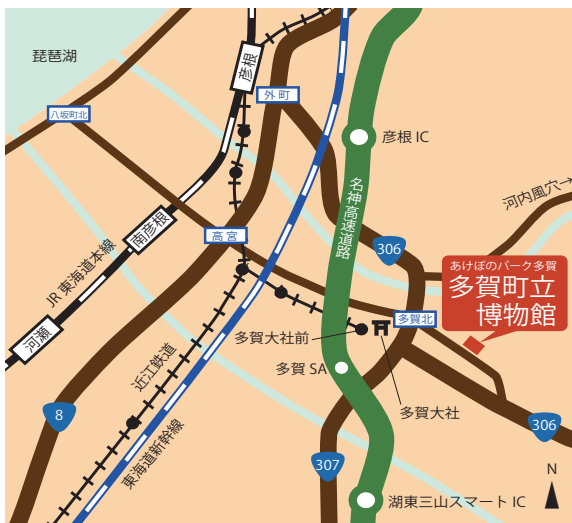 琵琶湖
彦根
外町
八坂町北
彦根 IC
名神高速道路
河内風穴→
南彦根
高宮
306
JR 東海道本線
あけぼのパーク多賀
多賀町立
博物館
河瀬
多賀北
多賀大社前
近江鉄道
多賀 SA
多賀大社
8
東海道新幹線
306
307
N
湖東三山スマート IC